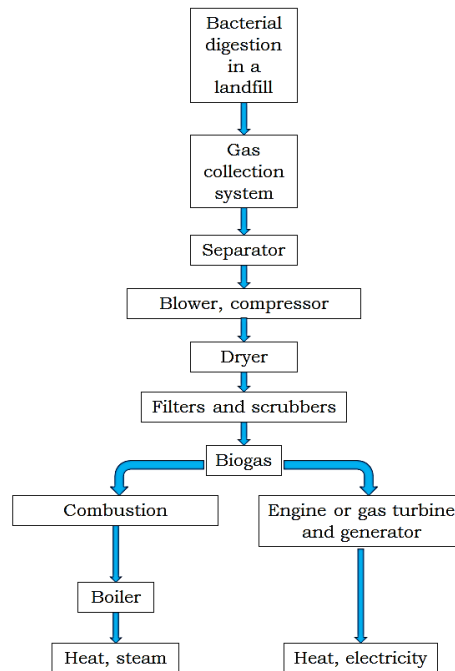 Bacterial
digestion
in a
landfill
Gas
collection
system
Separator
Blower, compressor
Dryer
Filters and scrubbers
Biogas
Combustion
Engine or gas turbine
and generator
Boiler
Heat, steam
Heat, electricity